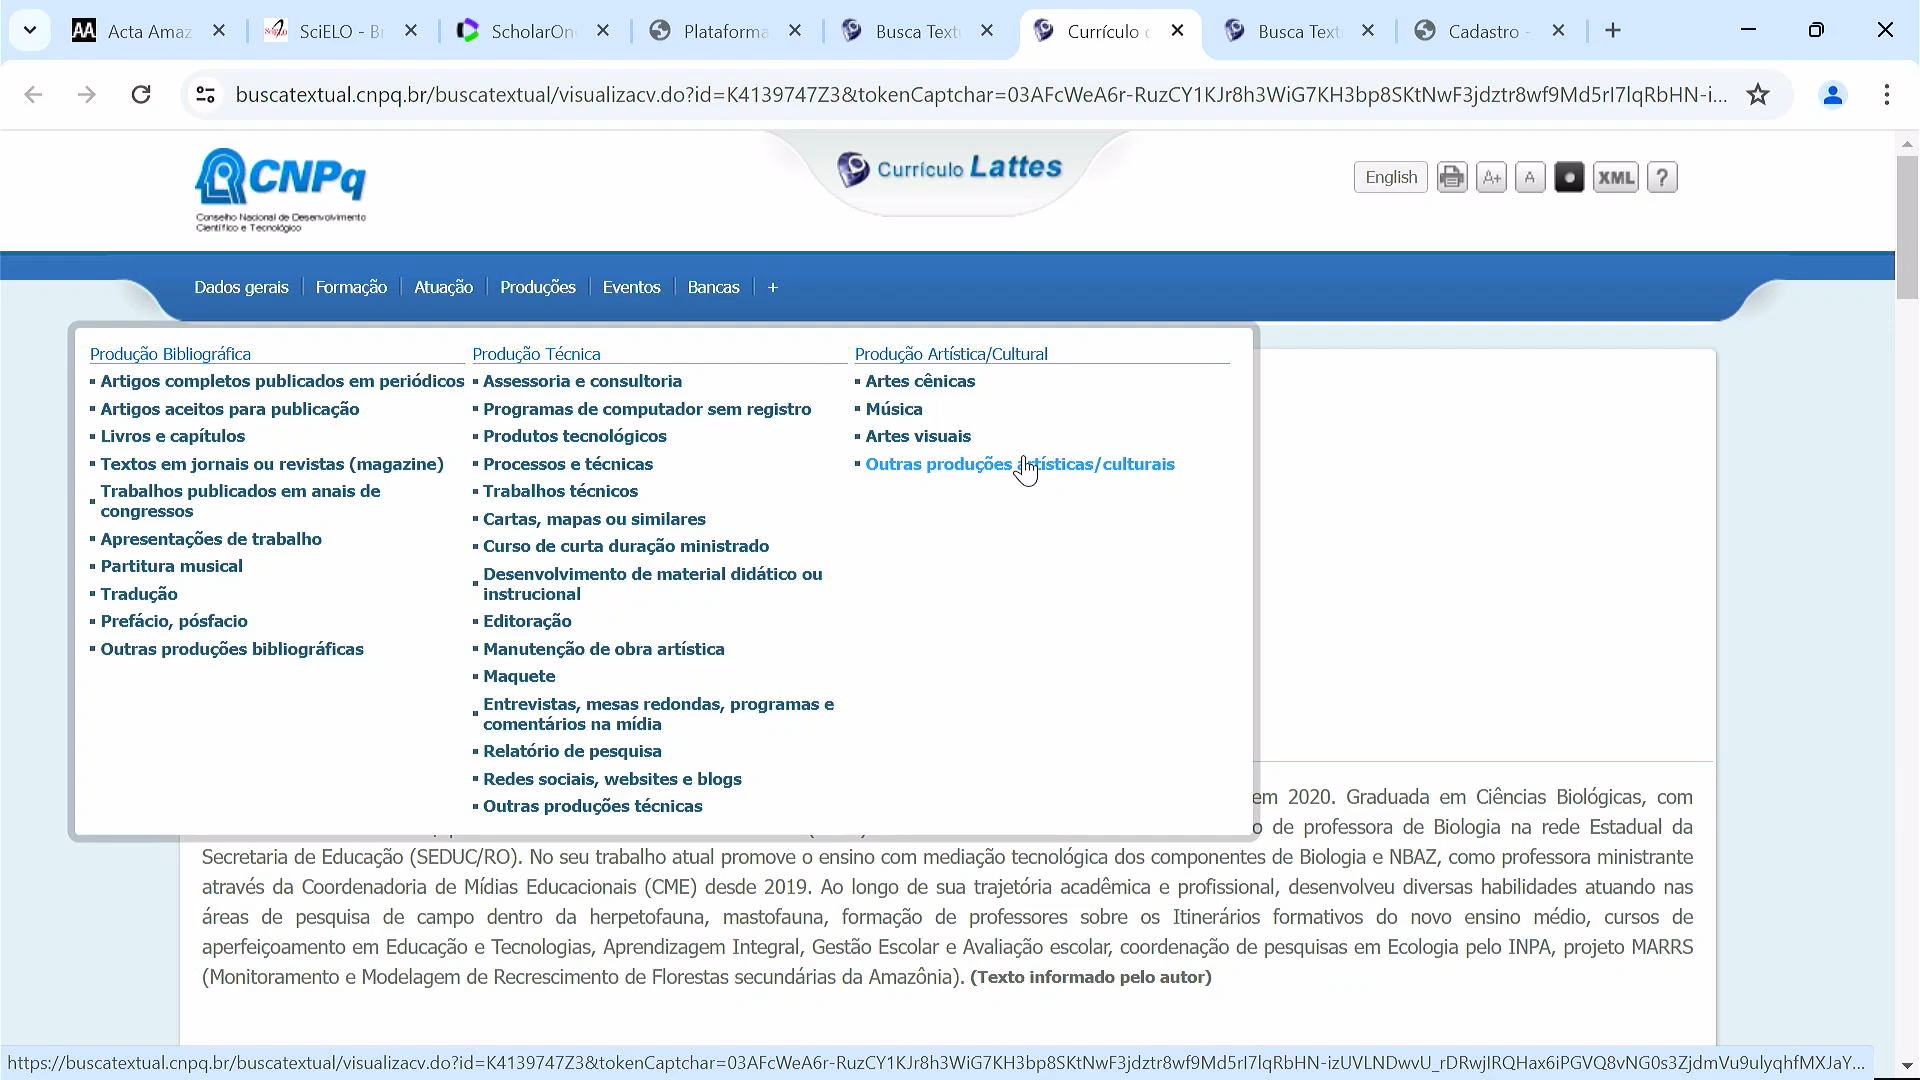 Acta Amaz
SciELO - B
ScholarOn
Plataforma
Busca Text
Currículo
Busca Text
Cadastro -
buscatextual.cnpq.br/buscatextual/visualizacv.do?id=K4139747Z3&tokenCaptchar=03AFcWeA6r-RuzCY1KJr8h3WiG7KH3bp8SKtNwF3jdztr8wf9Md5rI7lqRbHN-i...
CNPq
Conselho Nacional de Desenvolvimento
Científico e Tecnológico
Currículo Lattes
English
A+
A
XML
?
Dados gerais
Formação
Atuação
Produções
Eventos
Bancas
+
Produção Bibliográfica
Artigos completos publicados em periódicos
Artigos aceitos para publicação
Livros e capítulos
Textos em jornais ou revistas (magazine)
Trabalhos publicados em anais de
congressos
Apresentações de trabalho
Partitura musical
Tradução
Prefácio, pósfacio
Outras produções bibliográficas
Produção Técnica
Assessoria e consultoria
Programas de computador sem registro
Produtos tecnológicos
Processos e técnicas
Trabalhos técnicos
Cartas, mapas ou similares
Curso de curta duração ministrado
Desenvolvimento de material didático ou
instrucional
Editoração
Manutenção de obra artística
Maquete
Entrevistas, mesas redondas, programas e
comentários na mídia
Relatório de pesquisa
Redes sociais, websites e blogs
Outras produções técnicas
Produção Artística/Cultural
Artes cênicas
Música
Artes visuais
Outras produções artísticas/culturais
em 2020. Graduada em Ciências Biológicas, com
de professora de Biologia na rede Estadual da
Secretaria de Educação (SEDUC/RO). No seu trabalho atual promove o ensino com mediação tecnológica dos componentes de Biologia e NBAZ, como professora ministrante
através da Coordenadoria de Mídias Educacionais (CME) desde 2019. Ao longo de sua trajetória acadêmica e profissional, desenvolveu diversas habilidades atuando nas
áreas de pesquisa de campo dentro da herpetofauna, mastofauna, formação de professores sobre os Itinerários formativos do novo ensino médio, cursos de
aperfeiçoamento em Educação e Tecnologias, Aprendizagem Integral, Gestão Escolar e Avaliação escolar, coordenação de pesquisas em Ecologia pelo INPA, projeto MARRS
(Monitoramento e Modelagem de Recrescimento de Florestas secundárias da Amazônia). (Texto informado pelo autor)
https://buscatextual.cnpq.br/buscatextual/visualizacv.do?id=K4139747Z3&tokenCaptchar=03AFcWeA6r-RuzCY1KJr8h3WiG7KH3bp8SKtNwF3jdztr8wf9Md5rI7lqRbHN-izUVLNDwvU_rDRwjIRQHax6iPGVQ8vNG0s3ZjdmVu9ulyqhfMXJaY...